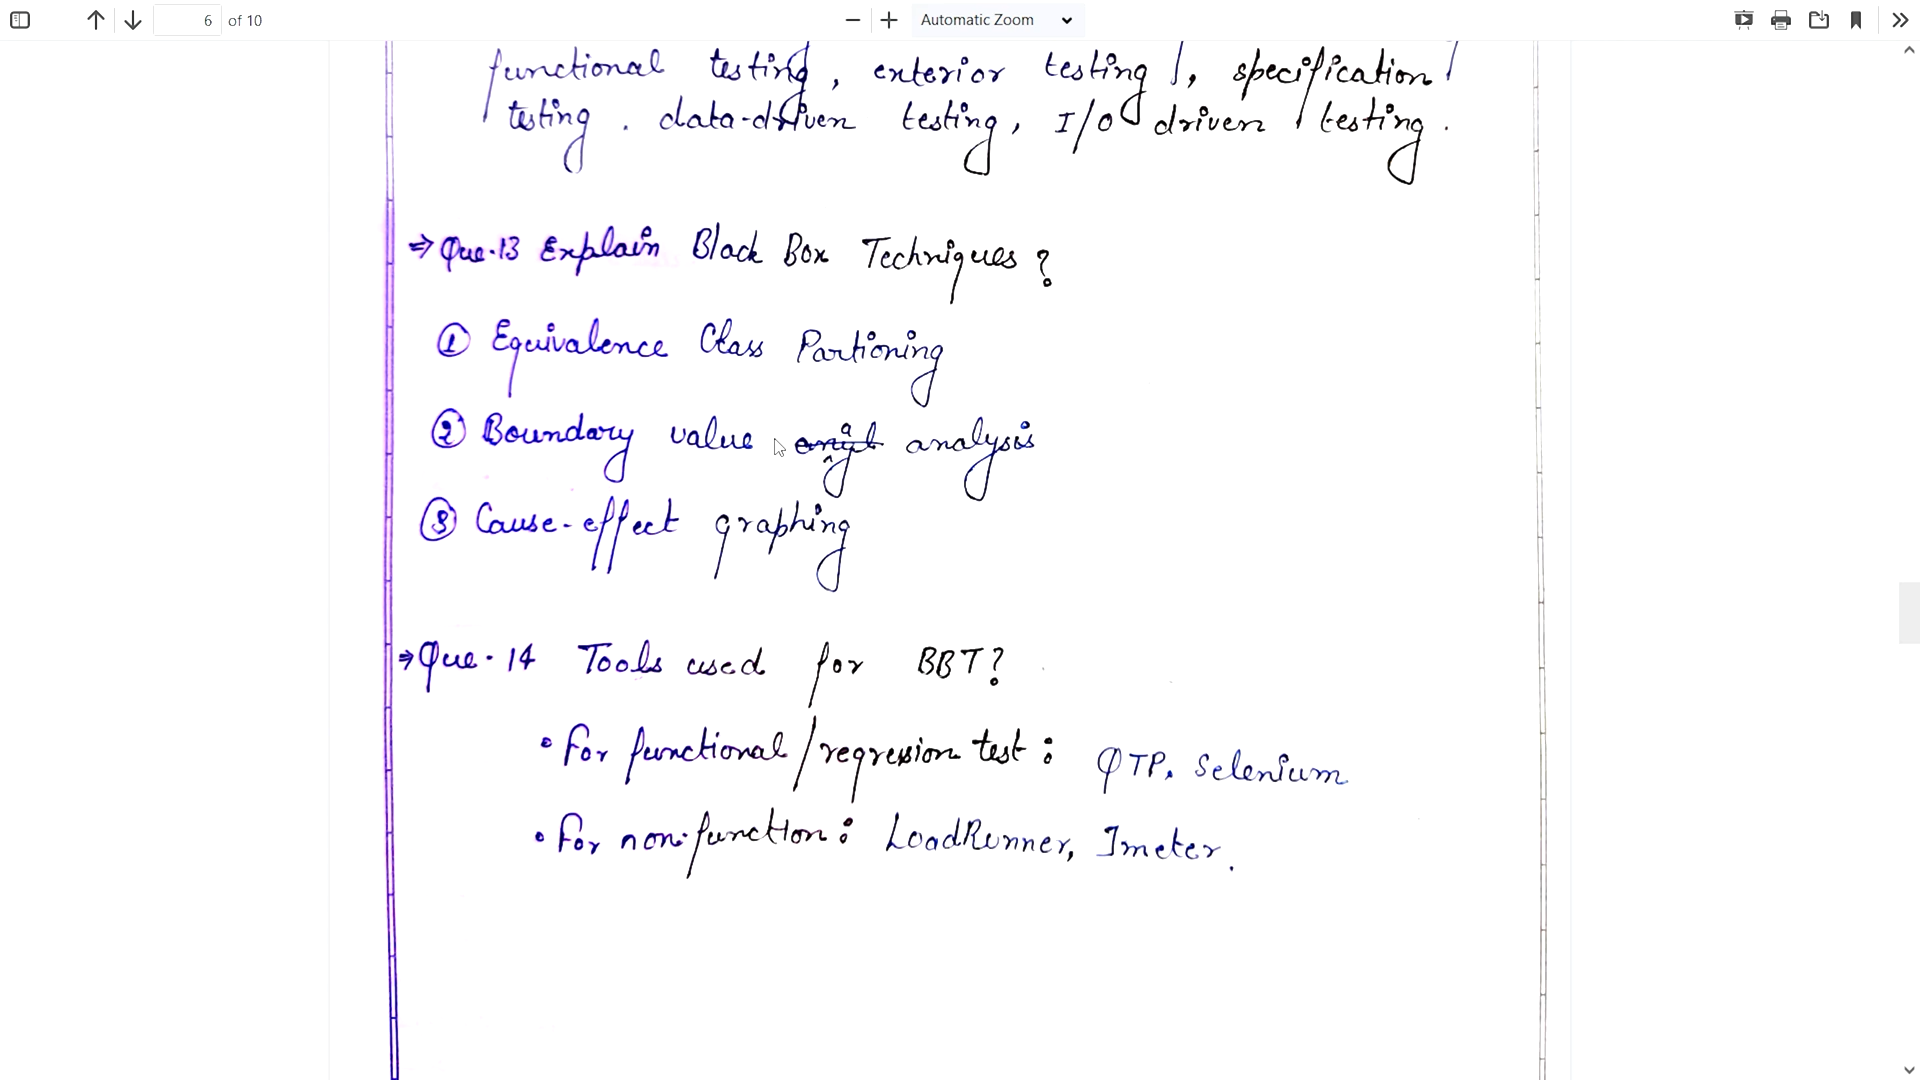 6 of 10 Automatic Zoom
functional testing, exterior testing, specification
testing. data-driven testing, I/O driven testing.
⇒ Que.13 Explain Black Box Techniques?
① Equivalence Class Partioning
② Boundary value analysis
③ Cause-effect graphing
⇒ Que.14 Tools used for BBT?
• For functional/regression test: QTP, Selenium
• For non-function: LoadRunner, Jmeter.